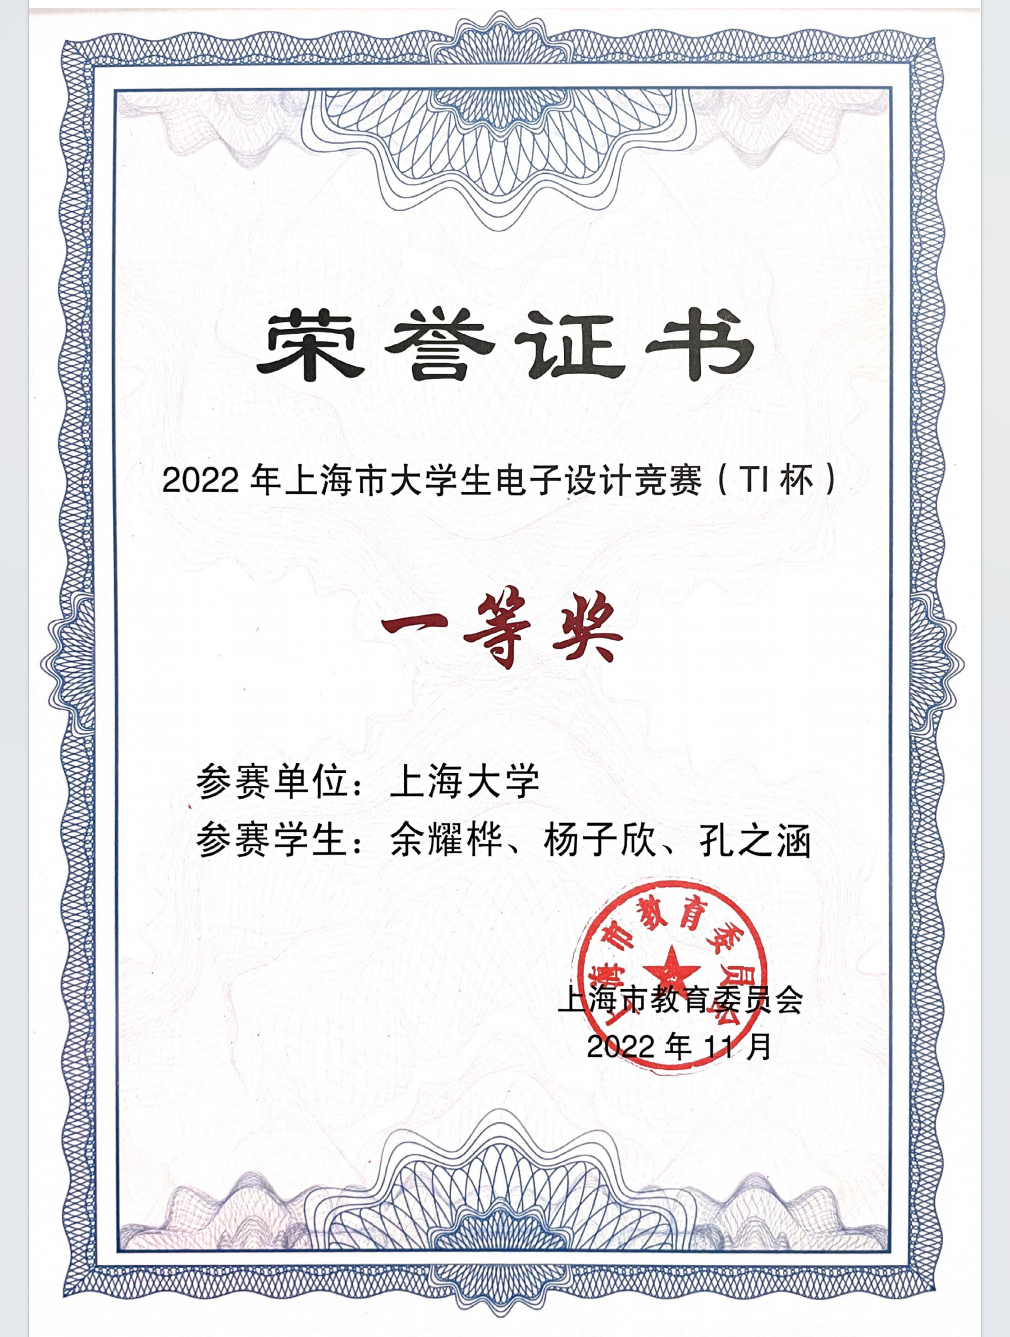 荣誉证书
2022 年上海市大学生电子设计竞赛（TI 杯）
一等奖
参赛单位：上海大学
参赛学生：余耀桦、杨子欣、孔之涵
上海市教育委员会
上海市教育委员会
2022 年 11 月